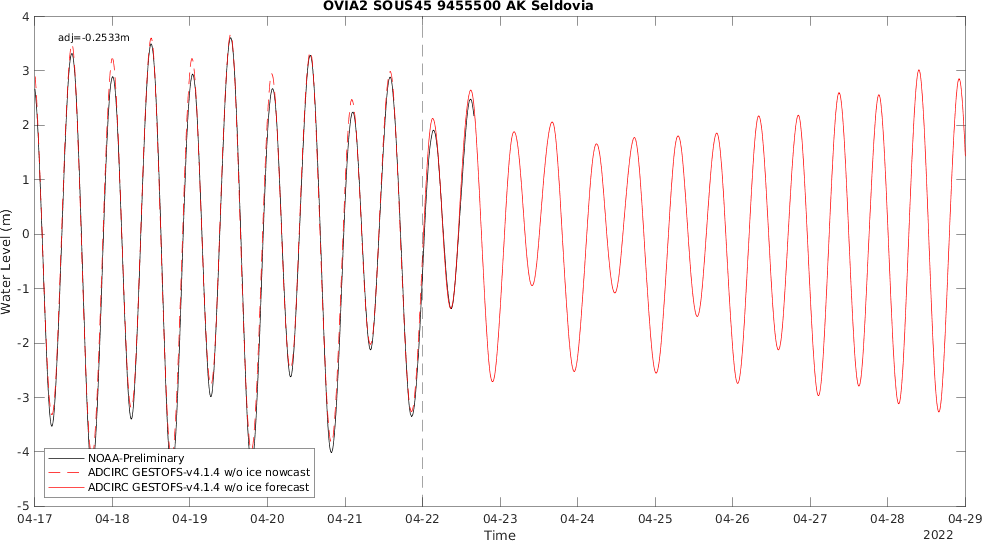 OVIA2 SOUS45 9455500 AK Seldovia
adj=-0.2533m
4
3
2
1
0
-1
-2
-3
-4
-5
Water Level (m)
NOAA-Preliminary
ADCIRC GESTOFS-v4.1.4 w/o ice nowcast
ADCIRC GESTOFS-v4.1.4 w/o ice forecast
04-17 04-18 04-19 04-20 04-21 04-22 04-23 04-24 04-25 04-26 04-27 04-28 04-29
Time
2022